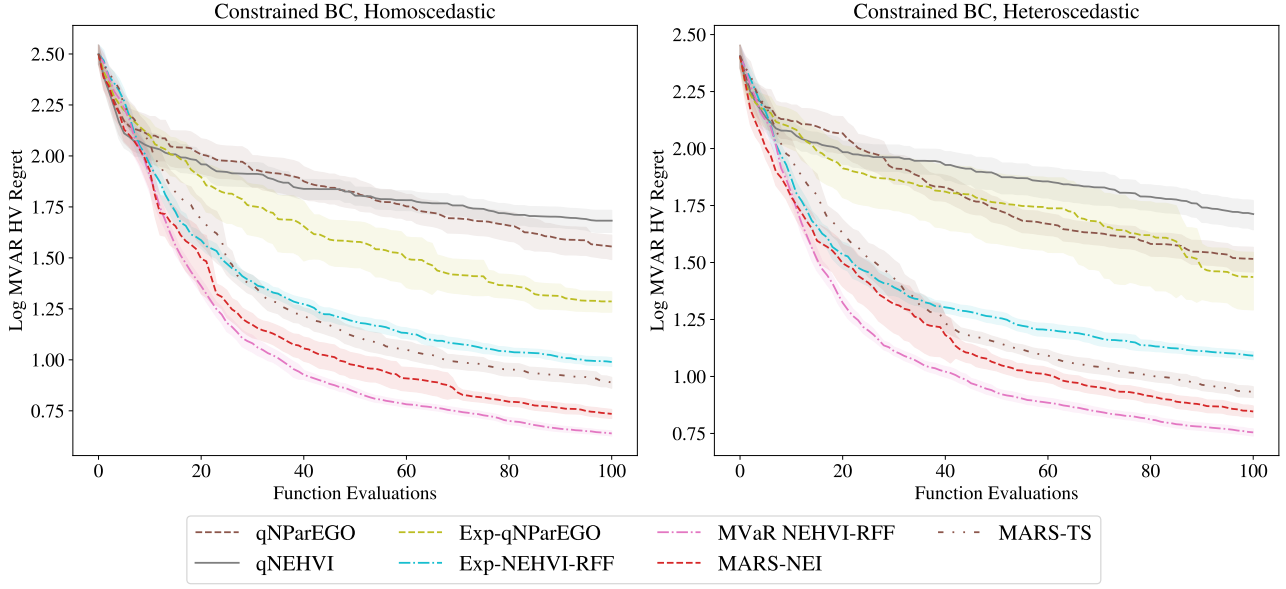 Constrained BC, Homoscedastic
Log MVAR HV Regret
2.50
2.25
2.00
1.75
1.50
1.25
1.00
0.75
0 20 40 60 80 100
Function Evaluations
Constrained BC, Heteroscedastic
Log MVAR HV Regret
2.50
2.25
2.00
1.75
1.50
1.25
1.00
0.75
0 20 40 60 80 100
Function Evaluations
qNParEGO Exp-qNParEGO MVaR NEHVI-RFF MARS-TS
qNEHVI Exp-NEHVI-RFF MARS-NEI